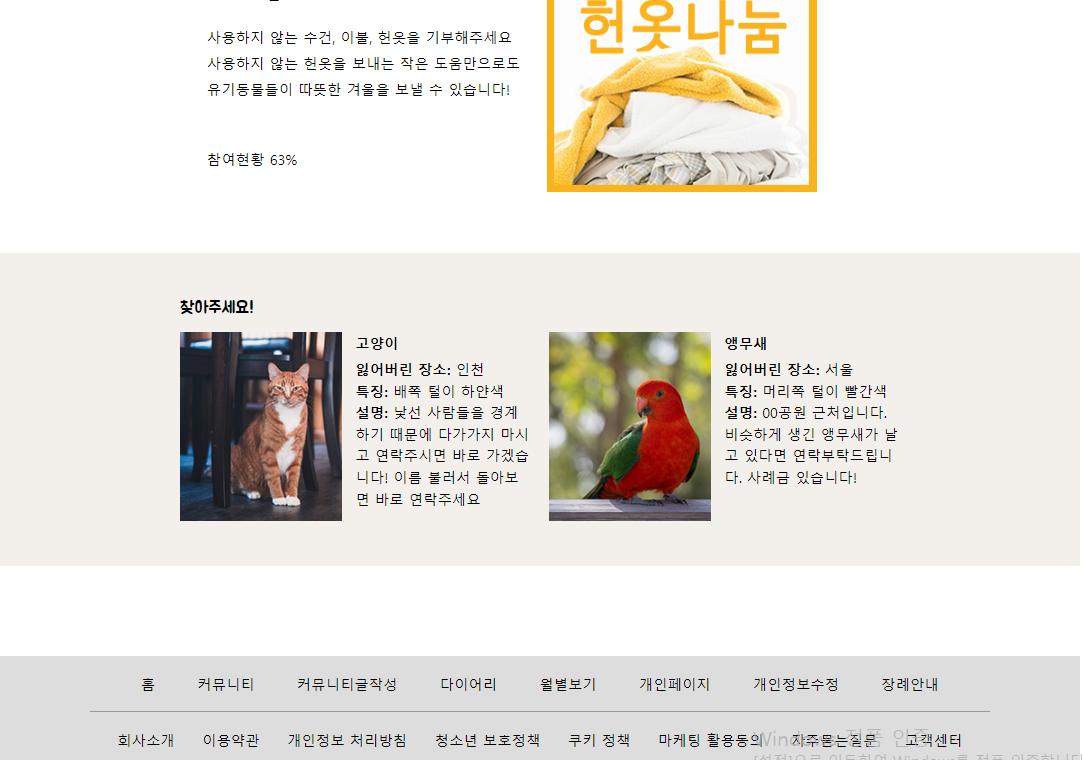 사용하지 않는 수건, 이불, 헌옷을 기부해주세요
사용하지 않는 헌옷을 보내는 작은 도움만으로도
유기동물들이 따뜻한 겨울을 보낼 수 있습니다!
참여현황 63%
헌옷나눔
찾아주세요!
고양이
잃어버린 장소: 인천
특징: 배쪽 털이 하얀색
설명: 낯선 사람들을 경계
하기 때문에 다가가지 마시
고 연락주시면 바로 가겠습
니다! 이름 불러서 돌아보
면 바로 연락주세요
앵무새
잃어버린 장소: 서울
특징: 머리쪽 털이 빨간색
설명: 00공원 근처입니다.
비슷하게 생긴 앵무새가 날
고 있다면 연락부탁드립니
다. 사례금 있습니다!
홈 커뮤니티 커뮤니티글작성 다이어리 월별보기 개인페이지 개인정보수정 장례안내
회사소개 이용약관 개인정보 처리방침 청소년 보호정책 쿠키 정책 마케팅 활용동의 자주묻는질문 고객센터
Windows 정품 인증